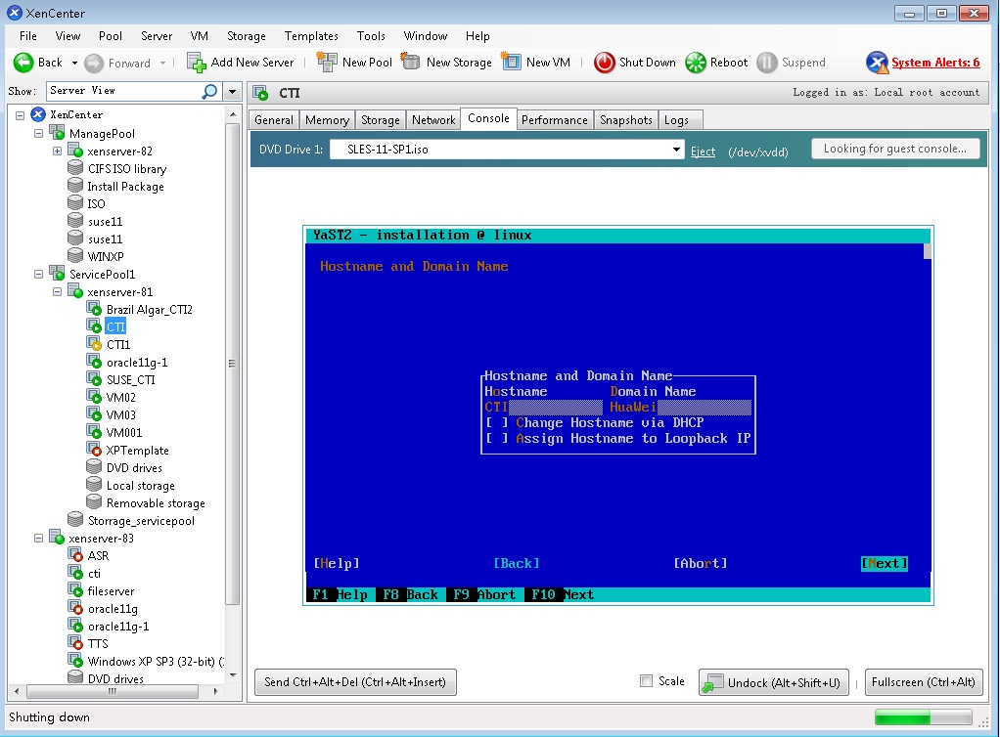 XenCenter
File View Pool Server VM Storage Templates Tools Window Help
Back Forward Add New Server New Pool New Storage New VM Shut Down Reboot Suspend System Alerts: 6
Show: Server View
CTI
Logged in as: Local root account
General Memory Storage Network Console Performance Snapshots Logs
DVD Drive 1: SLES-11-SP1.iso Eject (/dev/xvdd) Looking for guest console...
XenCenter
ManagePool
xenserver-82
CIFS ISO library
Install Package
ISO
suse11
suse11
WINXP
ServicePool1
xenserver-81
Brazil Algar_CTI2
CTI
CTI1
oracle11g-1
SUSE_CTI
VM02
VM03
VM001
XPTemplate
DVD drives
Local storage
Removable storage
Storrage_servicepool
xenserver-83
ASR
cti
fileserver
oracle11g
oracle11g-1
TTS
Windows XP SP3 (32-bit) (
DVD drives
YaST2 - installation @ linux
Hostname and Domain Name
Hostname and Domain Name
Hostname Domain Name
CTI HuaWei
[ ] Change Hostname via DHCP
[ ] Assign Hostname to Loopback IP
[Help] [Back] [Abort] [Next]
F1 Help F8 Back F9 Abort F10 Next
Send Ctrl+Alt+Del (Ctrl+Alt+Insert) Scale Undock (Alt+Shift+U) Fullscreen (Ctrl+Alt)
Shutting down